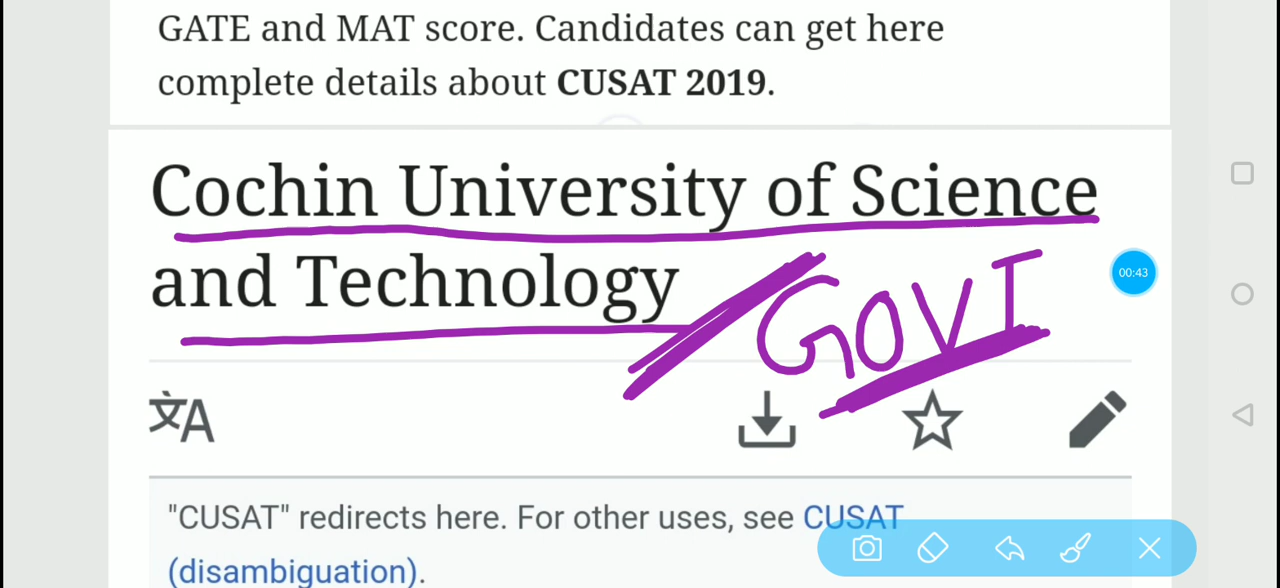 GATE and MAT score. Candidates can get here
complete details about CUSAT 2019.
Cochin University of Science
and Technology
GOVT
00:43
文A
"CUSAT" redirects here. For other uses, see CUSAT
(disambiguation).